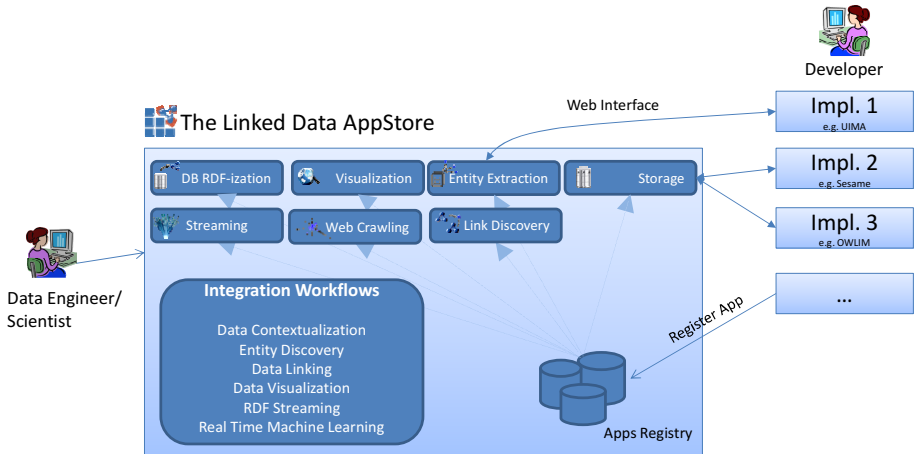 Developer
Web Interface
Impl. 1
e.g. UIMA
The Linked Data AppStore
DB RDF-ization
Visualization
Entity Extraction
Storage
Impl. 2
e.g. Sesame
Streaming
Web Crawling
Link Discovery
Impl. 3
e.g. OWLIM
Data Engineer/
Scientist
Integration Workflows
Data Contextualization
Entity Discovery
Data Linking
Data Visualization
RDF Streaming
Real Time Machine Learning
...
Register App
Apps Registry